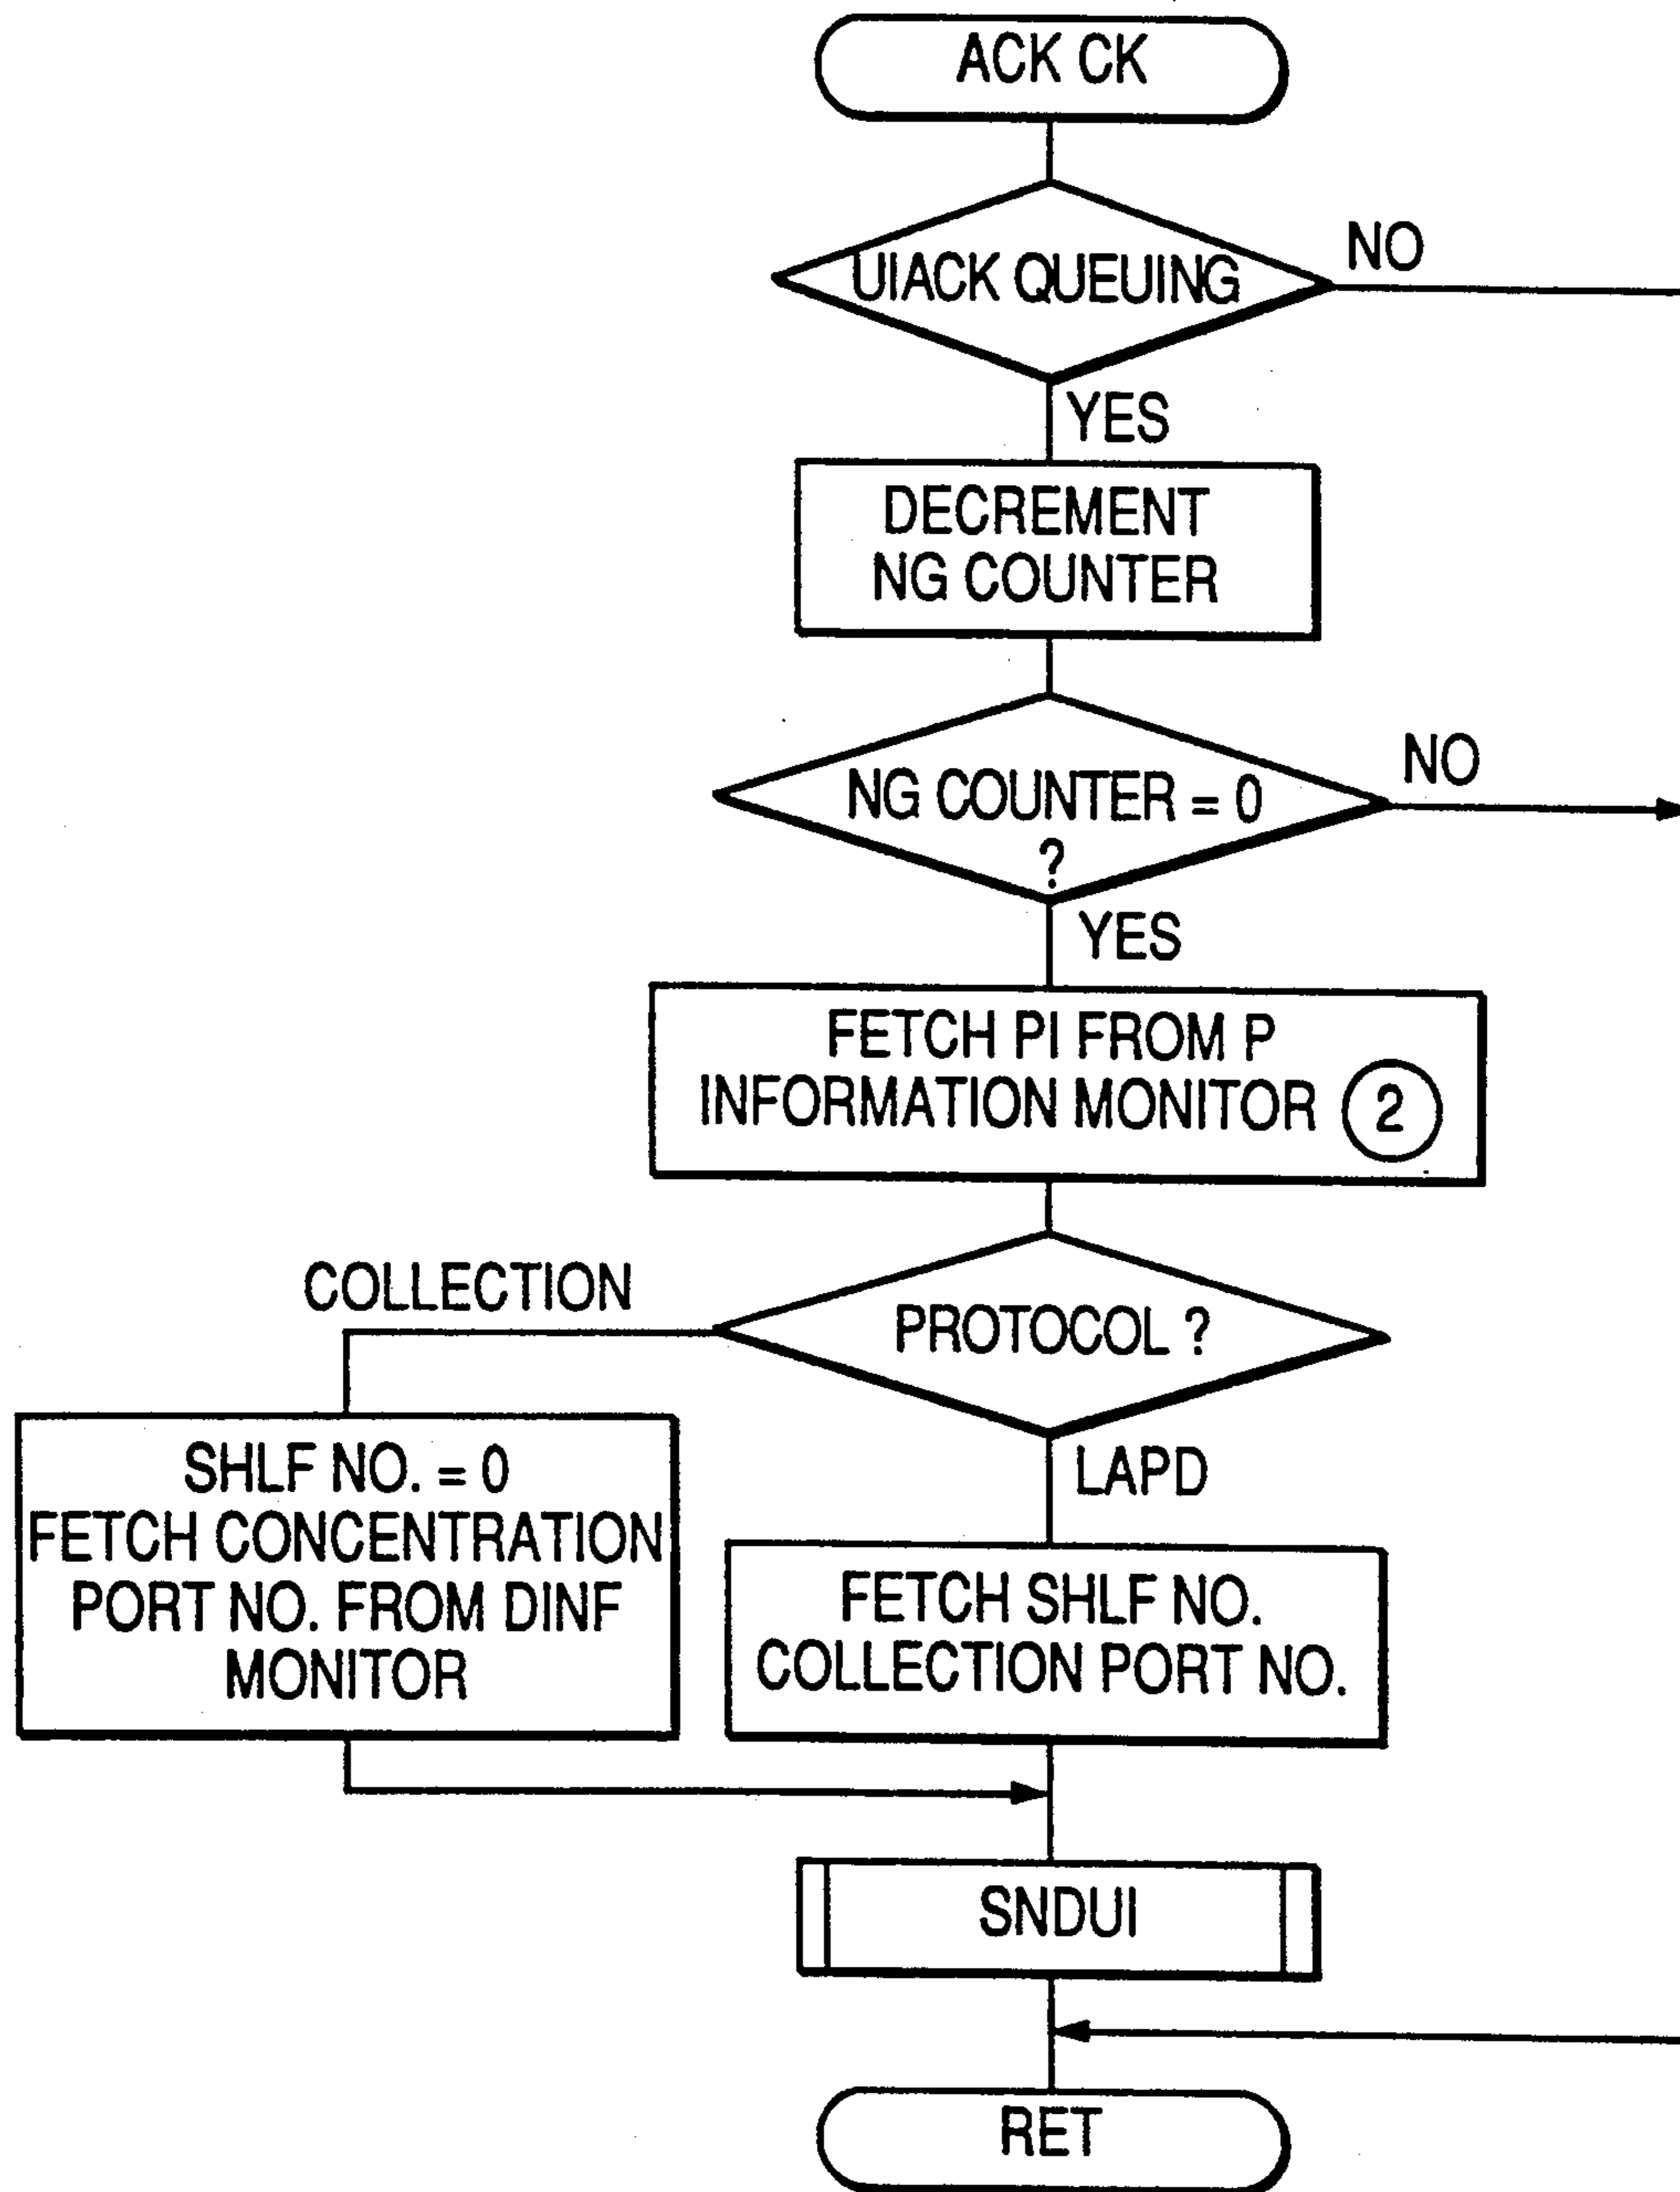 ACK CK
UIACK QUEUING
NO
YES
DECREMENT
NG COUNTER
NG COUNTER = 0
?
NO
YES
FETCH PI FROM P
INFORMATION MONITOR 2
PROTOCOL ?
COLLECTION
LAPD
SHLF NO. = 0
FETCH CONCENTRATION
PORT NO. FROM DINF
MONITOR
FETCH SHLF NO.
COLLECTION PORT NO.
SNDUI
RET